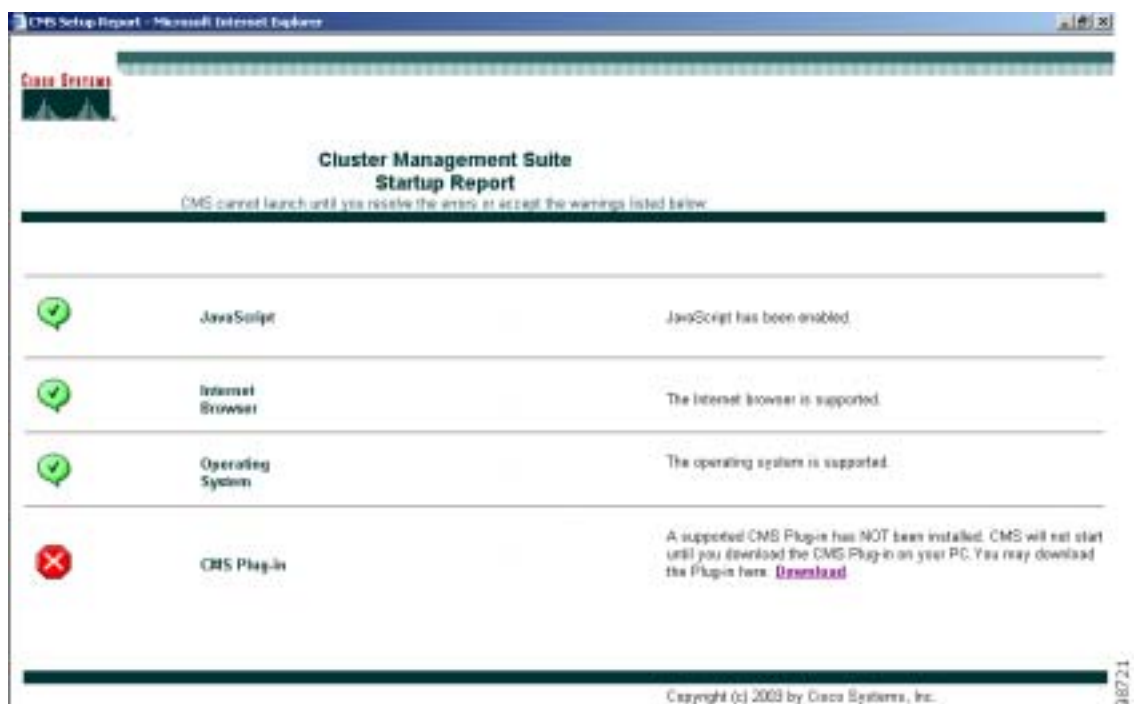 CMS Setup Report - Microsoft Internet Explorer
CISCO SYSTEMS
Cluster Management Suite
Startup Report
CMS cannot launch until you resolve the errors or accept the warnings listed below
JavaScript
JavaScript has been enabled.
Internet
Browser
The Internet browser is supported.
Operating
System
The operating system is supported.
CMS Plug-in
A supported CMS Plug-in has NOT been installed. CMS will not start
until you download the CMS Plug-in on your PC. You may download
the Plug-in here. Download
Copyright (c) 2003 by Cisco Systems, Inc.
98721